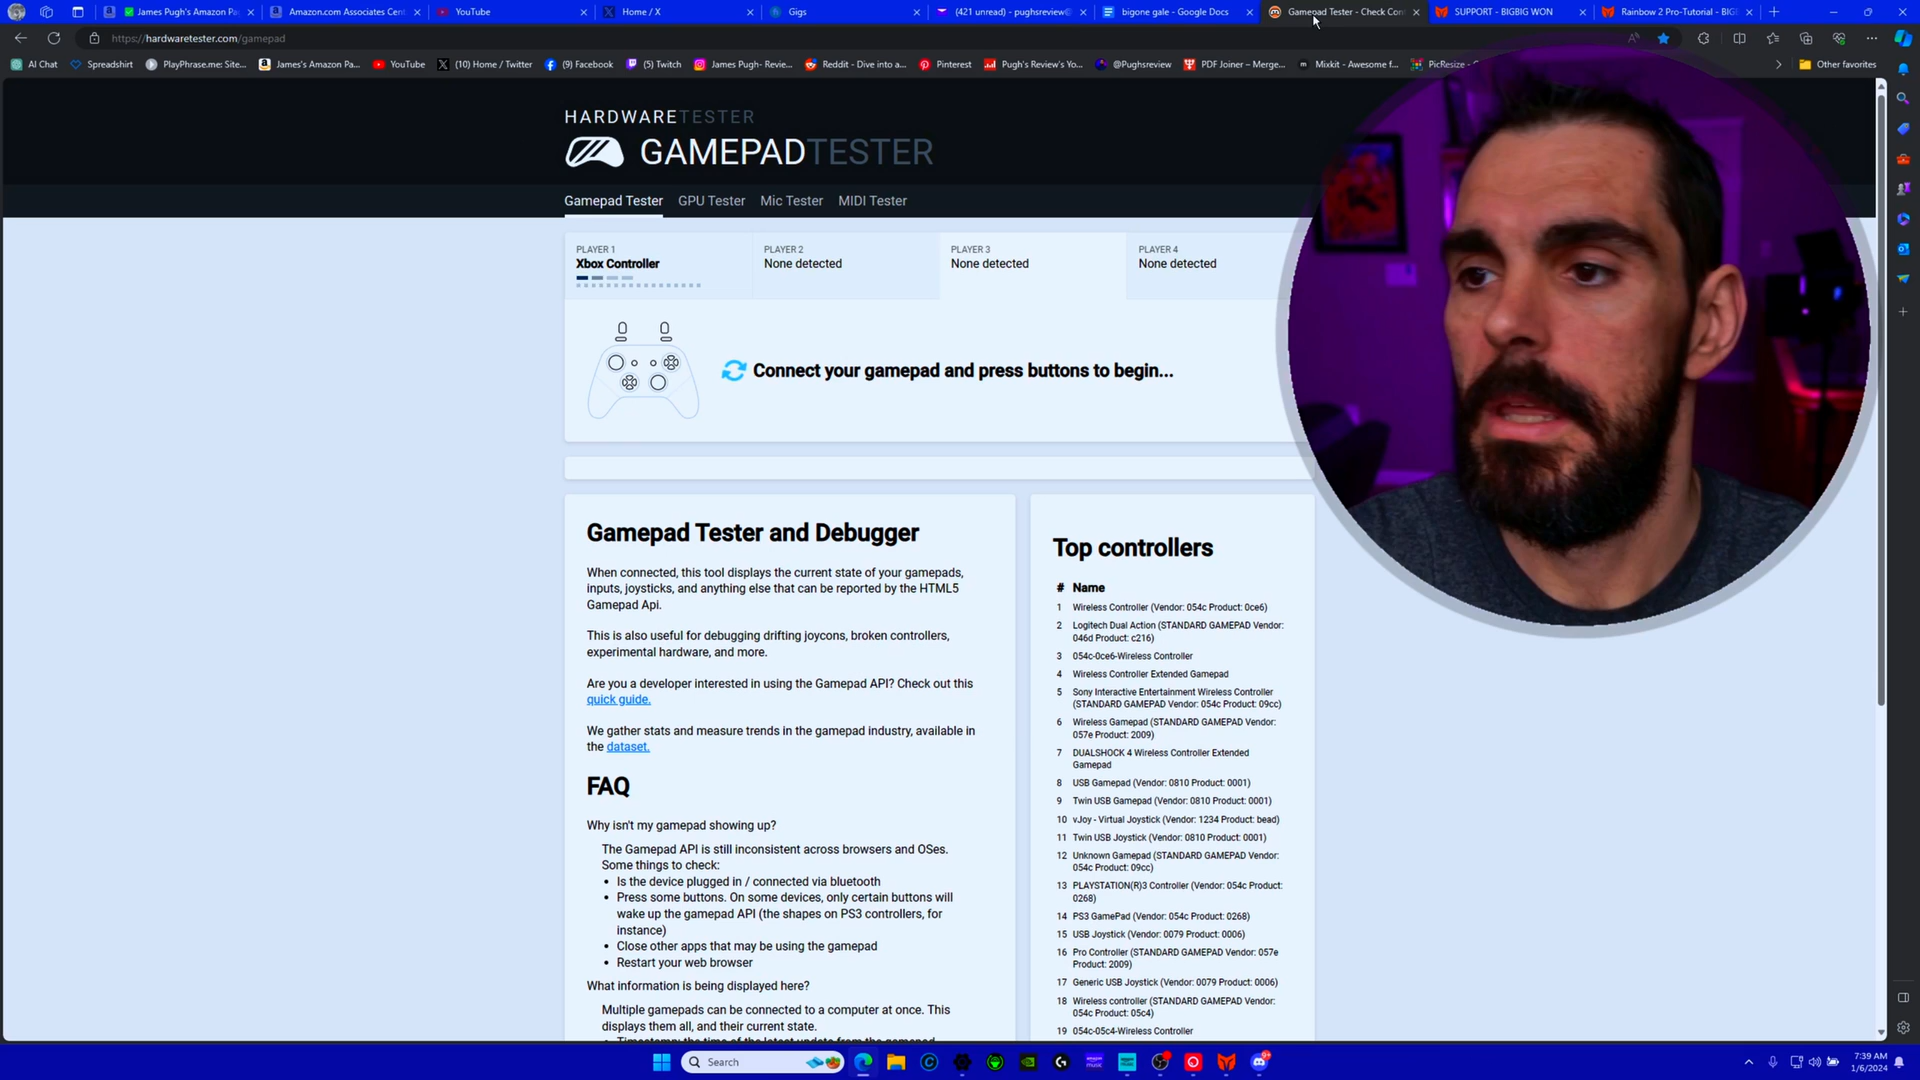 James Pugh's Amazon Pa
Amazon.com Associates Cent
YouTube
Home / X
Gigs
(421 unread) - pughsreview@
bigone gale - Google Docs
Gamepad Tester - Check Con
SUPPORT - BIGBIG WON
Rainbow 2 Pro-Tutorial - BIG
https://hardwaretester.com/gamepad
AI Chat
Spreadshirt
PlayPhrase.me: Site...
James's Amazon Pa...
YouTube
(10) Home / Twitter
(9) Facebook
(5) Twitch
James Pugh- Revie...
Reddit - Dive into a...
Pinterest
Pugh's Review's Yo...
@Pughsreview
PDF Joiner – Merge...
Mixkit - Awesome f...
PicResize -
Other favorites
HARDWARETESTER
GAMEPADTESTER
Gamepad Tester
GPU Tester
Mic Tester
MIDI Tester
PLAYER 1
Xbox Controller
PLAYER 2
None detected
PLAYER 3
None detected
PLAYER 4
None detected
Connect your gamepad and press buttons to begin...
Gamepad Tester and Debugger
When connected, this tool displays the current state of your gamepads,
inputs, joysticks, and anything else that can be reported by the HTML5
Gamepad Api.
This is also useful for debugging drifting joycons, broken controllers,
experimental hardware, and more.
Are you a developer interested in using the Gamepad API? Check out this
quick guide.
We gather stats and measure trends in the gamepad industry, available in
the dataset.
FAQ
Why isn't my gamepad showing up?
The Gamepad API is still inconsistent across browsers and OSes.
Some things to check:
• Is the device plugged in / connected via bluetooth
• Press some buttons. On some devices, only certain buttons will
wake up the gamepad API (the shapes on PS3 controllers, for
instance)
• Close other apps that may be using the gamepad
• Restart your web browser
What information is being displayed here?
Multiple gamepads can be connected to a computer at once. This
displays them all, and their current state.
• Timestamp: the time of the latest update from the gamepad
Top controllers
# Name
1 Wireless Controller (Vendor: 054c Product: 0ce6)
2 Logitech Dual Action (STANDARD GAMEPAD Vendor:
046d Product: c216)
3 054c-0ce6-Wireless Controller
4 Wireless Controller Extended Gamepad
5 Sony Interactive Entertainment Wireless Controller
(STANDARD GAMEPAD Vendor: 054c Product: 09cc)
6 Wireless Gamepad (STANDARD GAMEPAD Vendor:
057e Product: 2009)
7 DUALSHOCK 4 Wireless Controller Extended
Gamepad
8 USB Gamepad (Vendor: 0810 Product: 0001)
9 Twin USB Gamepad (Vendor: 0810 Product: 0001)
10 vJoy - Virtual Joystick (Vendor: 1234 Product: bead)
11 Twin USB Joystick (Vendor: 0810 Product: 0001)
12 Unknown Gamepad (STANDARD GAMEPAD Vendor:
054c Product: 09cc)
13 PLAYSTATION(R)3 Controller (Vendor: 054c Product:
0268)
14 PS3 GamePad (Vendor: 054c Product: 0268)
15 USB Joystick (Vendor: 0079 Product: 0006)
16 Pro Controller (STANDARD GAMEPAD Vendor: 057e
Product: 2009)
17 Generic USB Joystick (Vendor: 0079 Product: 0006)
18 Wireless controller (STANDARD GAMEPAD Vendor:
054c Product: 05c4)
19 054c-05c4-Wireless Controller
Search
7:39 AM
1/6/2024